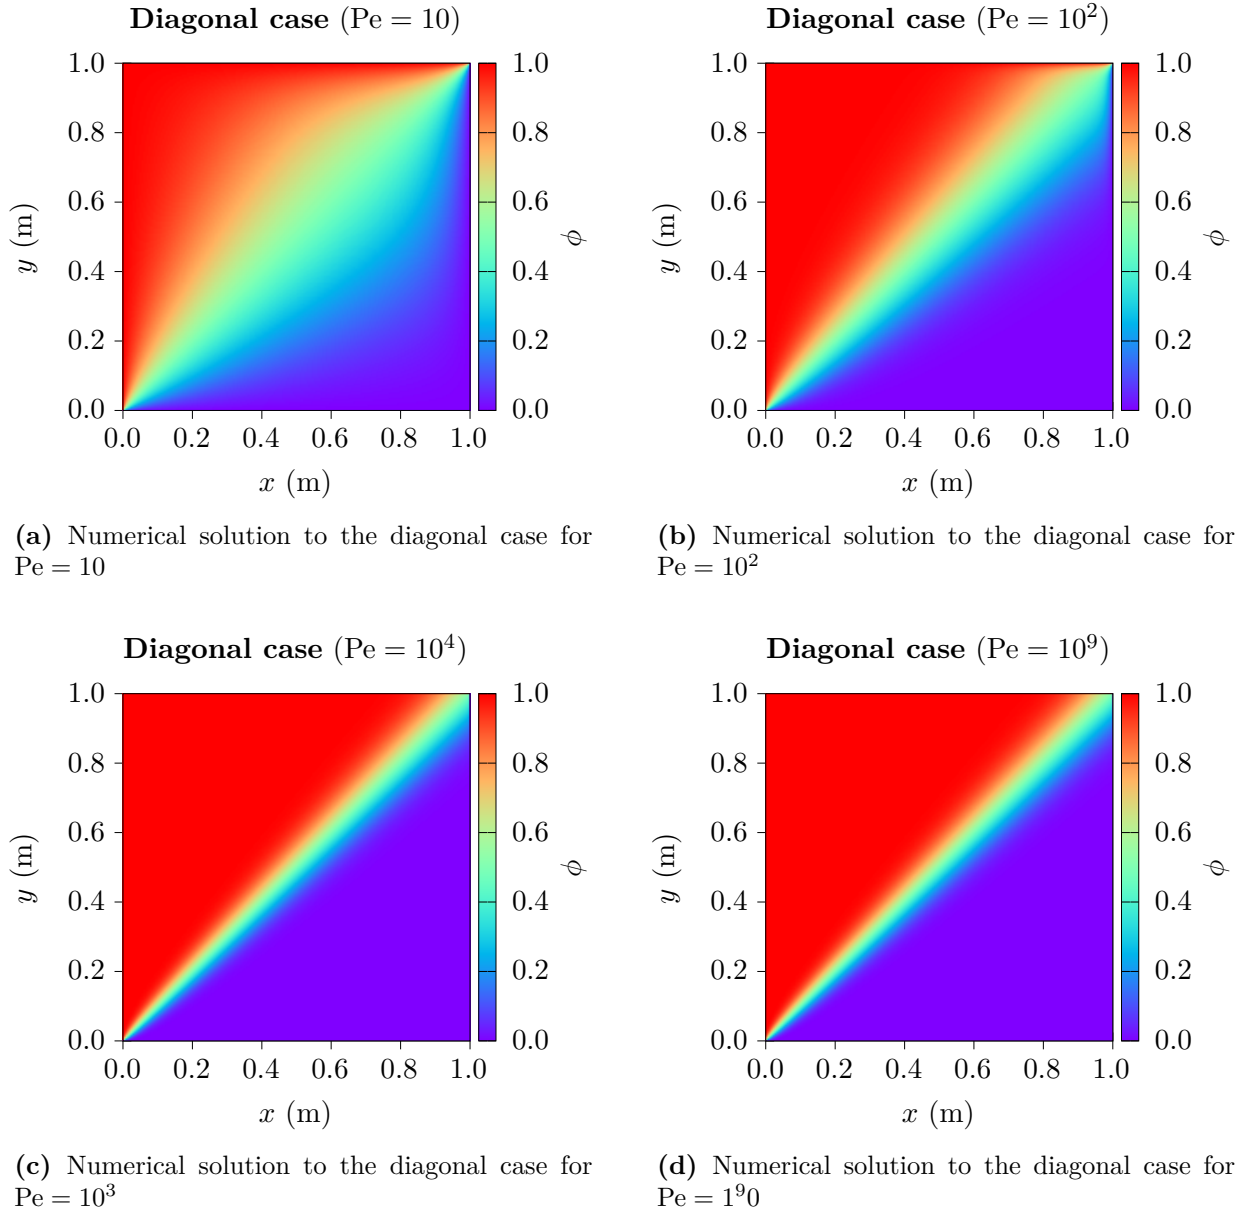 Diagonal case (Pe = 10)
1.0
0.8
0.6
0.4
0.2
0.0
y (m)
0.0 0.2 0.4 0.6 0.8 1.0
x (m)
1.0
0.8
0.6
0.4
0.2
0.0
ϕ
(a) Numerical solution to the diagonal case for
Pe = 10
Diagonal case (Pe = 10²)
1.0
0.8
0.6
0.4
0.2
0.0
y (m)
0.0 0.2 0.4 0.6 0.8 1.0
x (m)
1.0
0.8
0.6
0.4
0.2
0.0
ϕ
(b) Numerical solution to the diagonal case for
Pe = 10²
Diagonal case (Pe = 10⁴)
1.0
0.8
0.6
0.4
0.2
0.0
y (m)
0.0 0.2 0.4 0.6 0.8 1.0
x (m)
1.0
0.8
0.6
0.4
0.2
0.0
ϕ
(c) Numerical solution to the diagonal case for
Pe = 10³
Diagonal case (Pe = 10⁹)
1.0
0.8
0.6
0.4
0.2
0.0
y (m)
0.0 0.2 0.4 0.6 0.8 1.0
x (m)
1.0
0.8
0.6
0.4
0.2
0.0
ϕ
(d) Numerical solution to the diagonal case for
Pe = 1⁹0